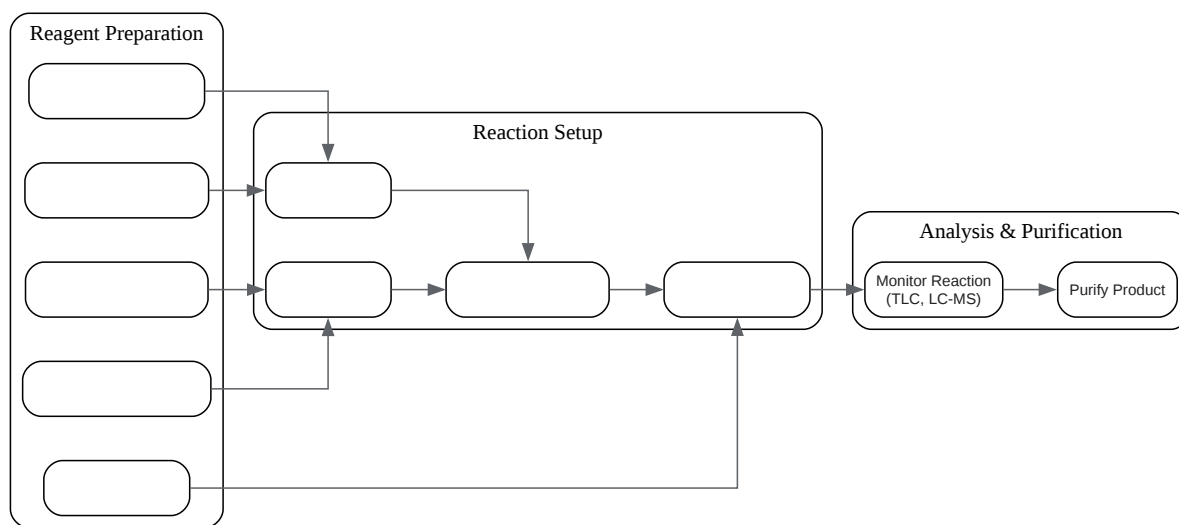 Reagent Preparation
Reaction Setup
Analysis & Purification
Monitor Reaction
(TLC, LC-MS)
Purify Product